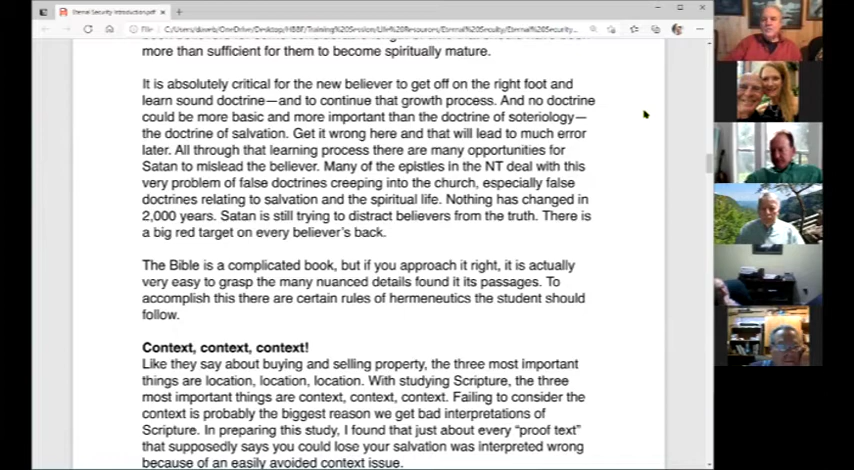 Eternal Security Introduction.pdf
File
more than sufficient for them to become spiritually mature.
It is absolutely critical for the new believer to get off on the right foot and
learn sound doctrine—and to continue that growth process. And no doctrine
could be more basic and more important than the doctrine of soteriology—
the doctrine of salvation. Get it wrong here and that will lead to much error
later. All through that learning process there are many opportunities for
Satan to mislead the believer. Many of the epistles in the NT deal with this
very problem of false doctrines creeping into the church, especially false
doctrines relating to salvation and the spiritual life. Nothing has changed in
2,000 years. Satan is still trying to distract believers from the truth. There is
a big red target on every believer's back.
The Bible is a complicated book, but if you approach it right, it is actually
very easy to grasp the many nuanced details found it its passages. To
accomplish this there are certain rules of hermeneutics the student should
follow.
Context, context, context!
Like they say about buying and selling property, the three most important
things are location, location, location. With studying Scripture, the three
most important things are context, context, context. Failing to consider the
context is probably the biggest reason we get bad interpretations of
Scripture. In preparing this study, I found that just about every “proof text”
that supposedly says you could lose your salvation was interpreted wrong
because of an easily avoided context issue.